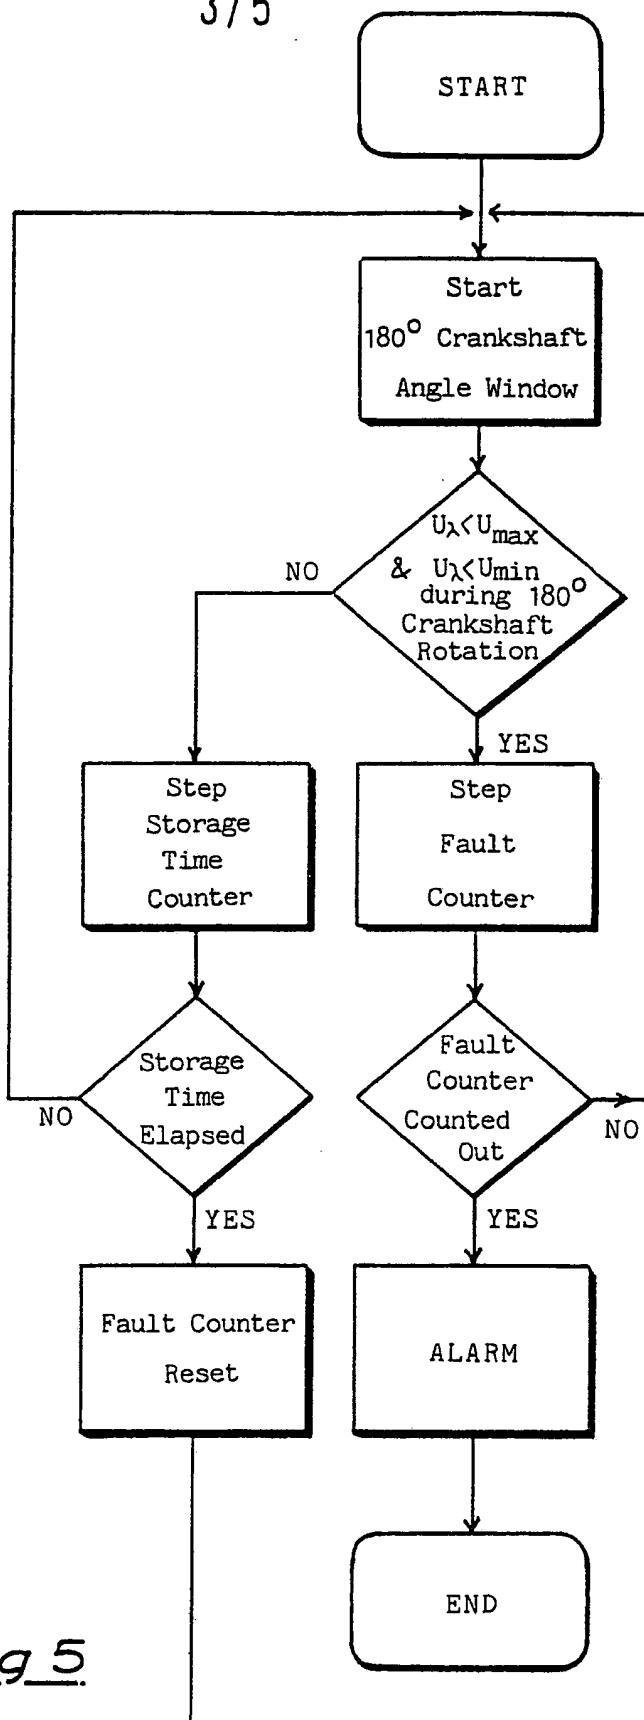 3/5
START
Start
180° Crankshaft
Angle Window
Uλ<Umax
& Uλ<Umin
during 180°
Crankshaft
Rotation
NO
YES
Step
Storage
Time
Counter
Step
Fault
Counter
Storage
Time
Elapsed
NO
YES
Fault
Counter
Counted
Out
NO
YES
Fault Counter
Reset
ALARM
END
g 5